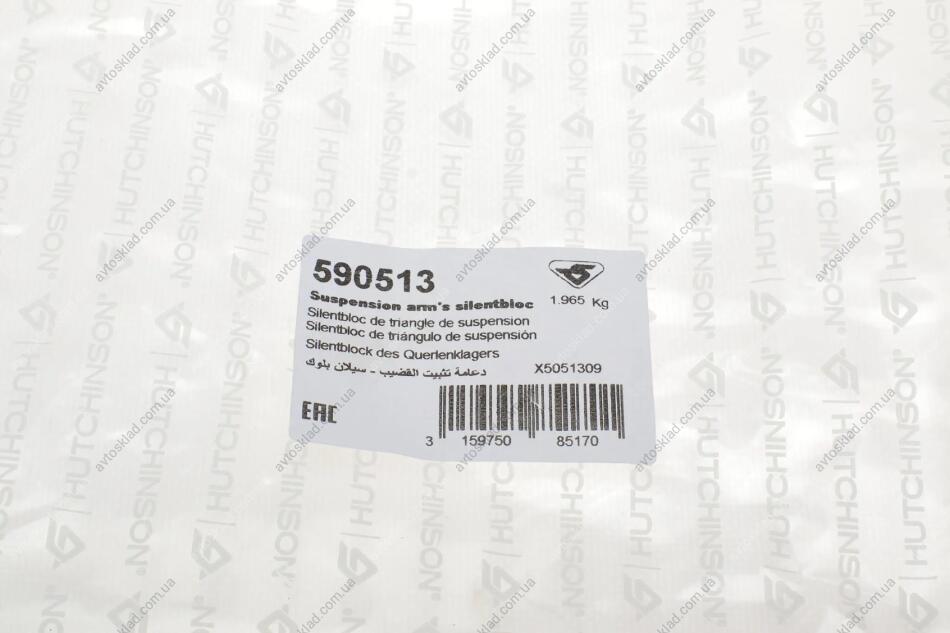 590513
1.965 Kg
Suspension arm's silentbloc
Silentbloc de triangle de suspension
Silentbloc de triángulo de suspensión
Silentblock des Querlenklagers
دعامة تثبيت القضيب - سيلان بلوك
X5051309
EAC
3 159750 85170
HUTCHINSON
avtosklad.com.ua